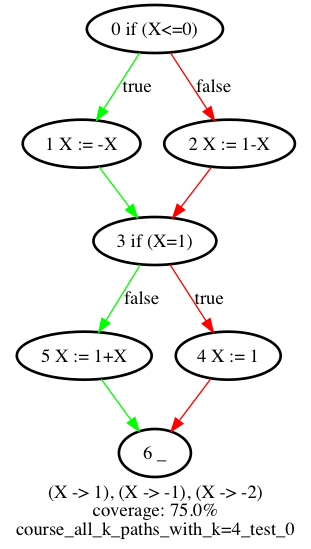 0 if (X<=0)
true
false
1 X := -X
2 X := 1-X
3 if (X=1)
false
true
5 X := 1+X
4 X := 1
6 _
(X -> 1), (X -> -1), (X -> -2)
coverage: 75.0%
course_all_k_paths_with_k=4_test_0